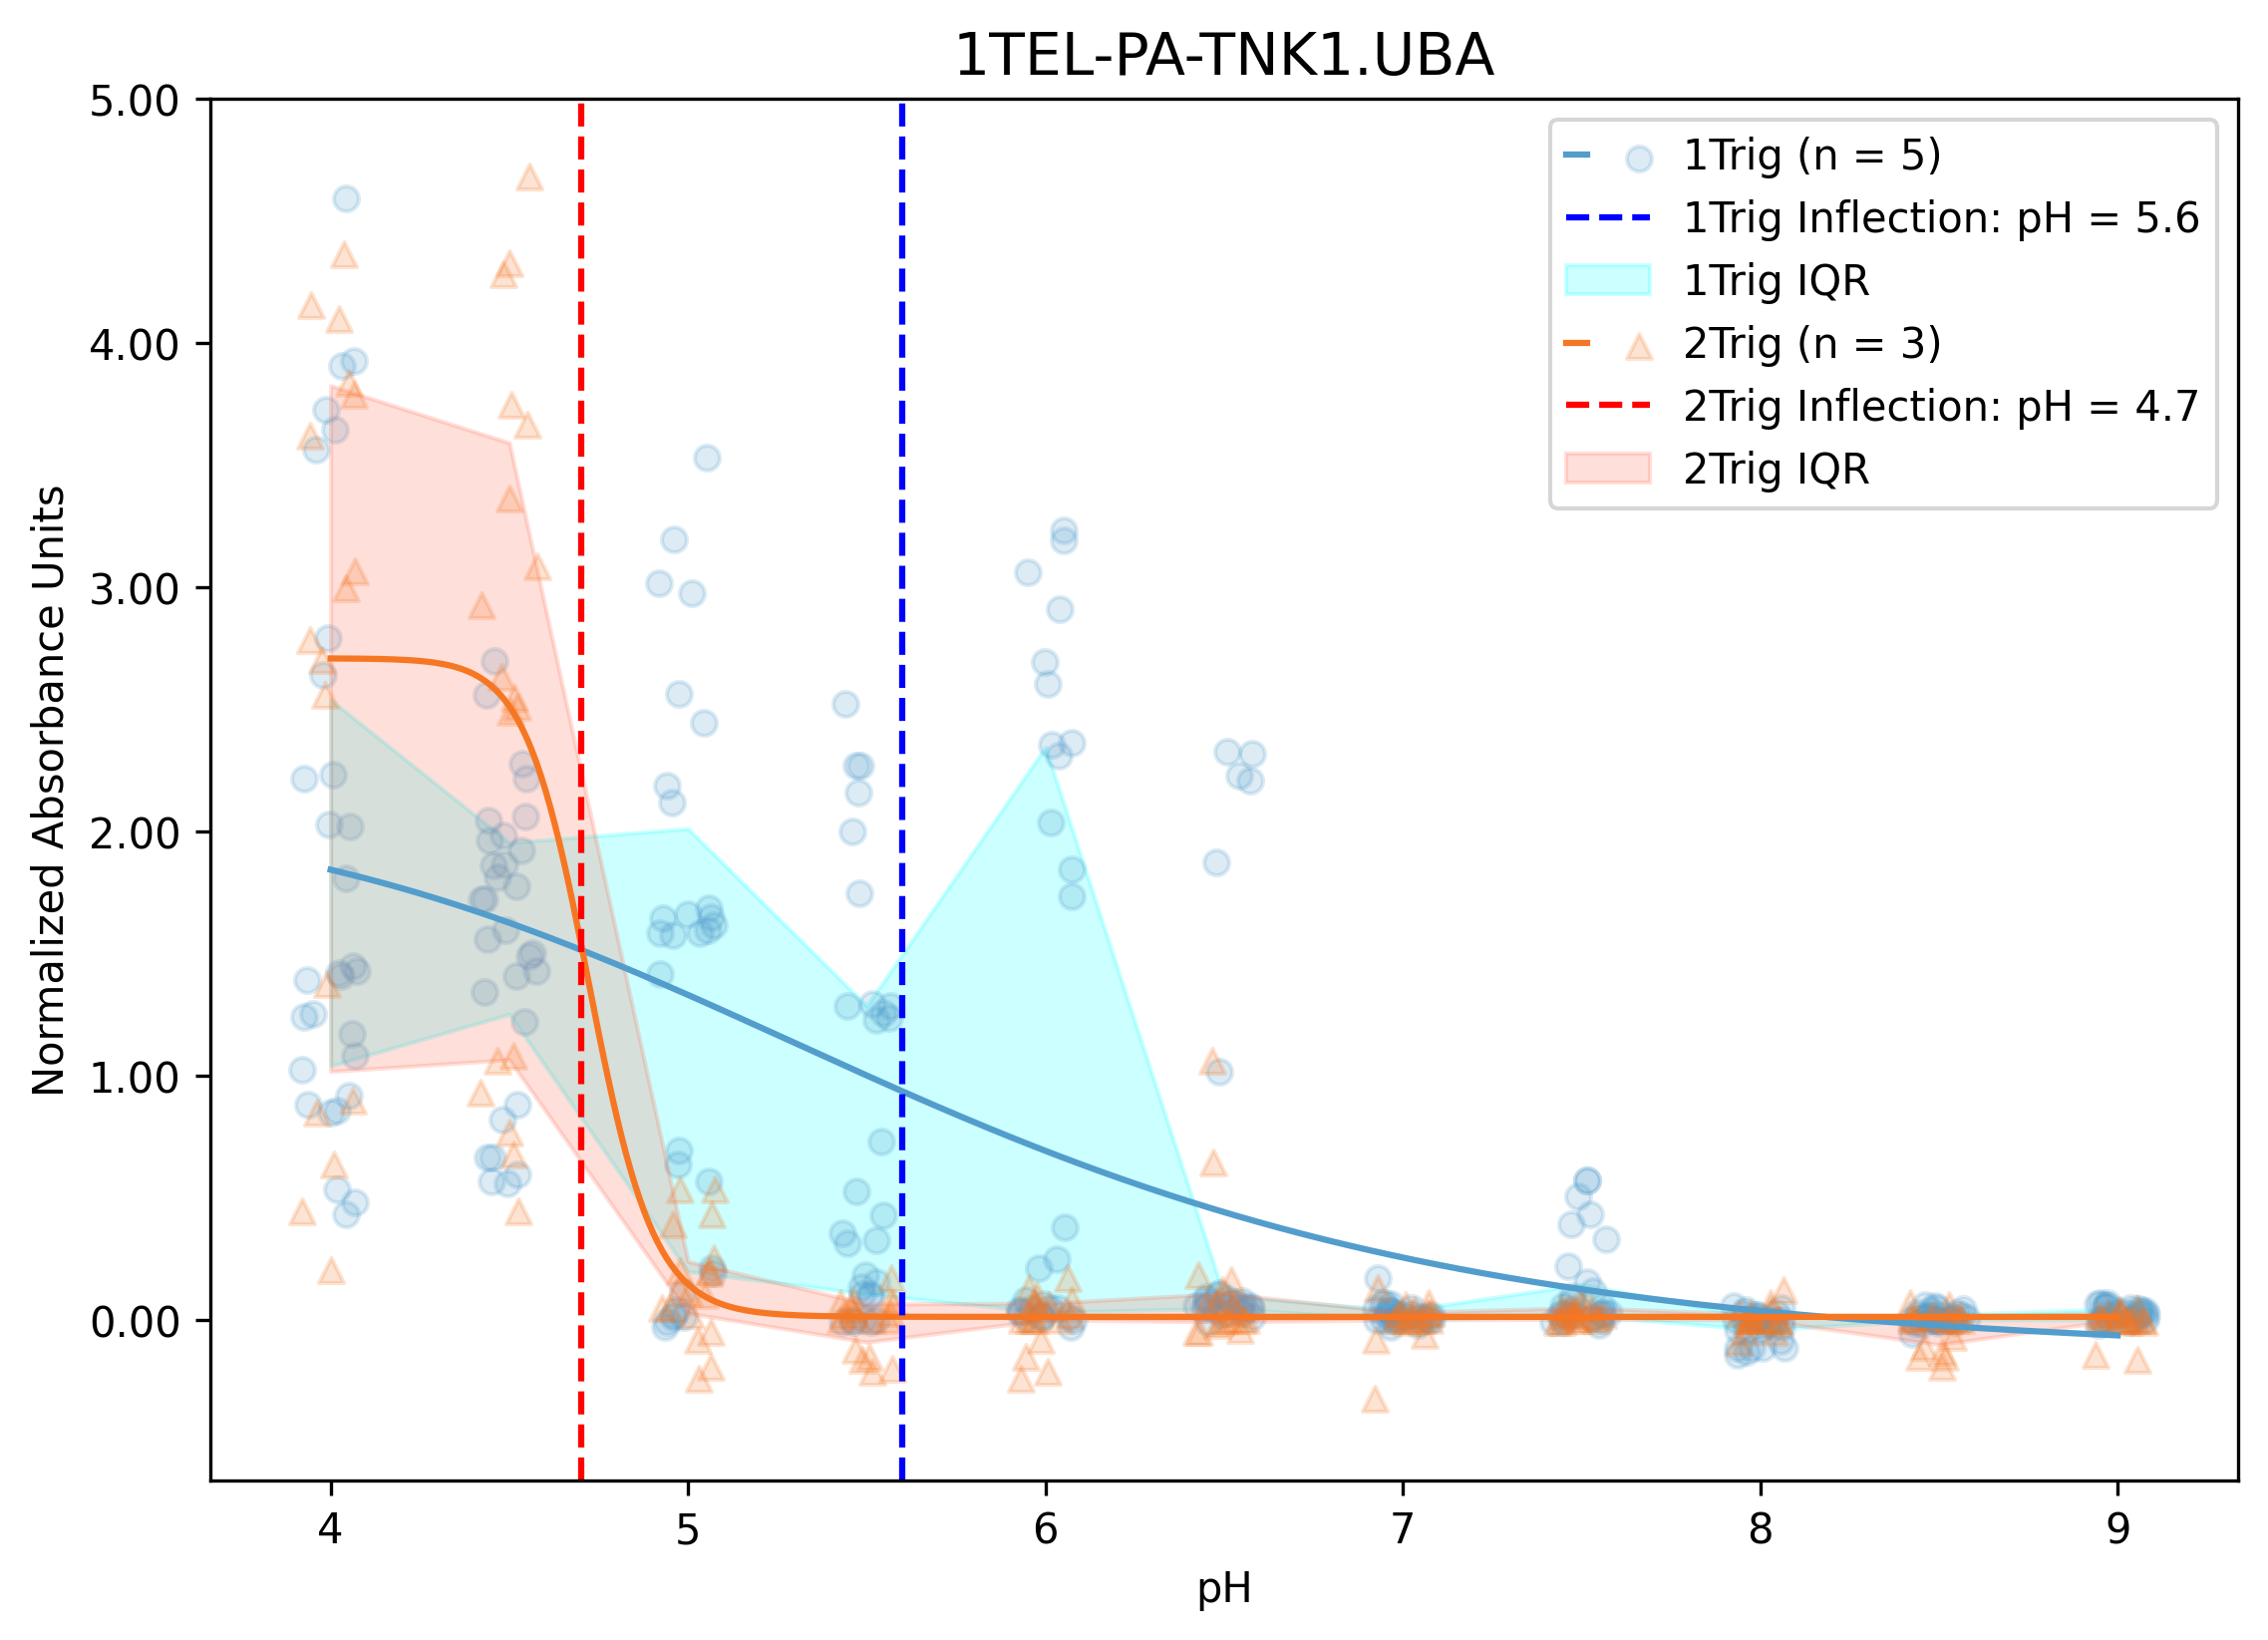 1TEL-PA-TNK1.UBA
5.00
4.00
3.00
2.00
1.00
0.00
Normalized Absorbance Units
1Trig (n = 5)
1Trig Inflection: pH = 5.6
1Trig IQR
2Trig (n = 3)
2Trig Inflection: pH = 4.7
2Trig IQR
4 5 6 7 8 9
pH